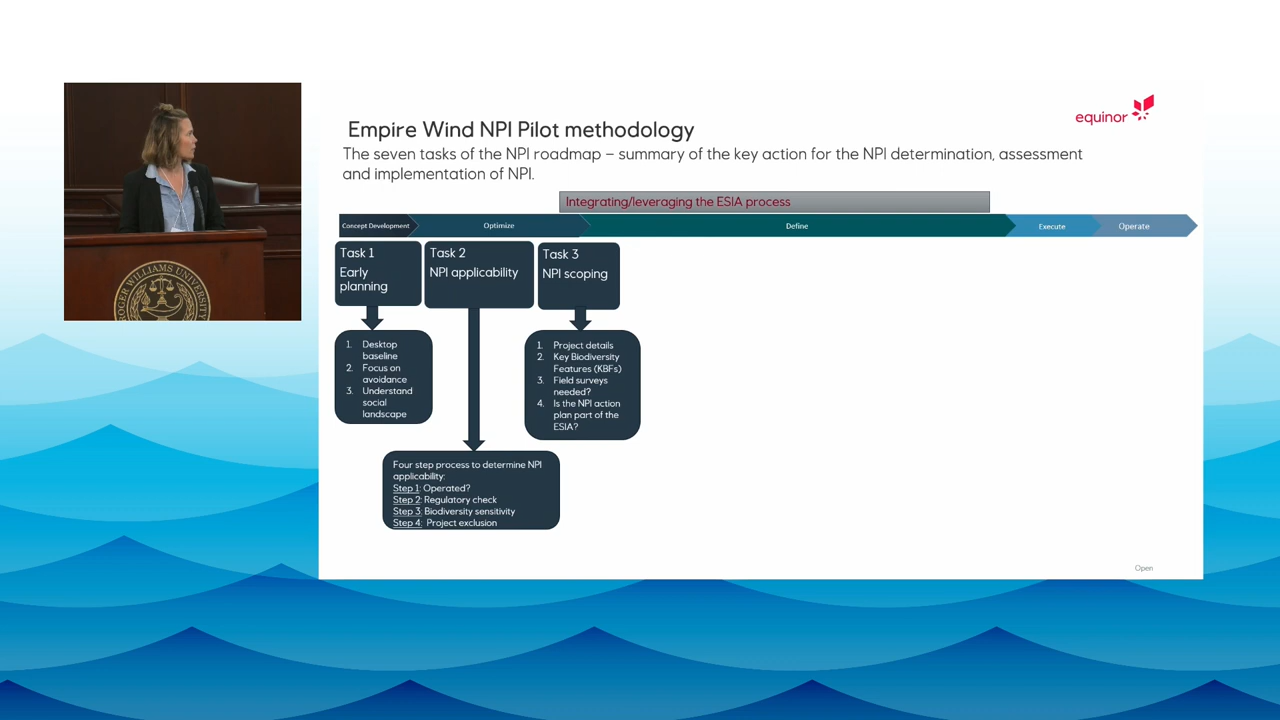 Empire Wind NPI Pilot methodology
equinor
The seven tasks of the NPI roadmap – summary of the key action for the NPI determination, assessment
and implementation of NPI.
Integrating/leveraging the ESIA process
Concept Development
Optimize
Define
Execute
Operate
Task 1
Early
planning
Task 2
NPI applicability
Task 3
NPI scoping
1. Desktop
baseline
2. Focus on
avoidance
3. Understand
social
landscape
1. Project details
2. Key Biodiversity
Features (KBFs)
3. Field surveys
needed?
4. Is the NPI action
plan part of the
ESIA?
Four step process to determine NPI
applicability:
Step 1: Operated?
Step 2: Regulatory check
Step 3: Biodiversity sensitivity
Step 4: Project exclusion
Open
ROGER WILLIAMS UNIVERSITY